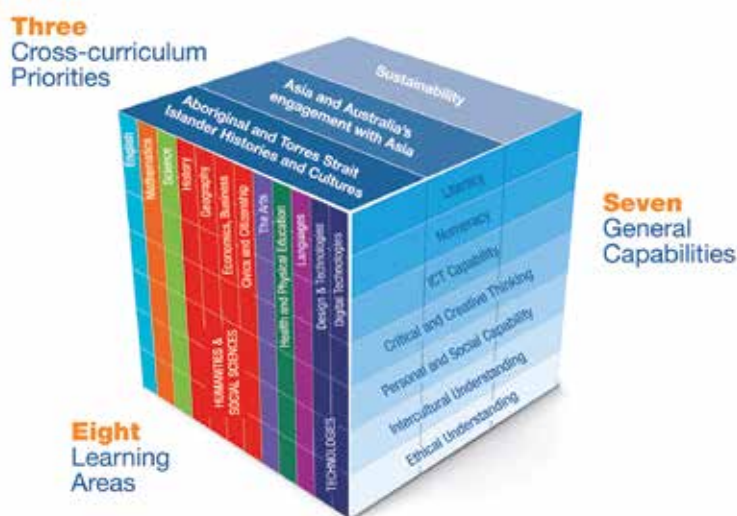 Three
Cross-curriculum
Priorities
Sustainability
Asia and Australia's
engagement with Asia
Aboriginal and Torres Strait
Islander Histories and Cultures
English
Mathematics
Science
History
Geography
Economics, Business
Civics and Citizenship
HUMANITIES &
SOCIAL SCIENCES
The Arts
Health and Physical Education
Languages
Design & Technologies
Digital Technologies
TECHNOLOGIES
Literacy
Numeracy
ICT Capability
Critical and Creative Thinking
Personal and Social Capability
Intercultural Understanding
Ethical Understanding
Seven
General
Capabilities
Eight
Learning
Areas